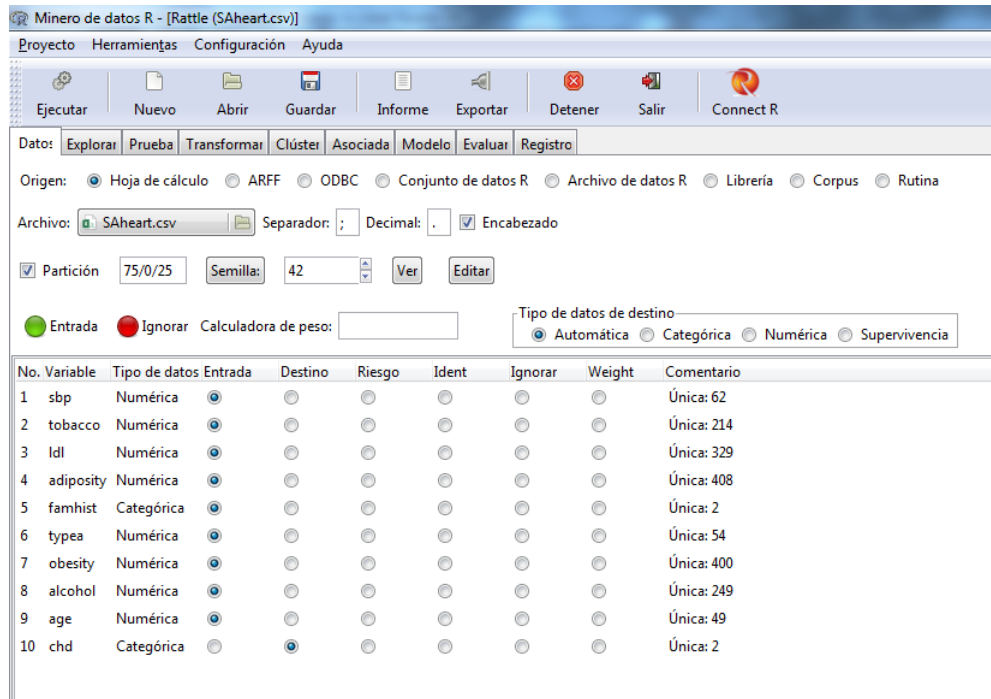 Minero de datos R - [Rattle (SAheart.csv)]
Proyecto Herramientas Configuración Ayuda
Ejecutar Nuevo Abrir Guardar Informe Exportar Detener Salir Connect R
Datos Explorar Prueba Transformar Clúster Asociada Modelo Evaluar Registro
Origen: Hoja de cálculo ARFF ODBC Conjunto de datos R Archivo de datos R Librería Corpus Rutina
Archivo: SAheart.csv Separador: ; Decimal: . Encabezado
Partición 75/0/25 Semilla: 42 Ver Editar
Tipo de datos de destino
Entrada Ignorar Calculadora de peso: Automática Categórica Numérica Supervivencia
No. Variable Tipo de datos Entrada Destino Riesgo Ident Ignorar Weight Comentario
1 sbp Numérica Única: 62
2 tobacco Numérica Única: 214
3 ldl Numérica Única: 329
4 adiposity Numérica Única: 408
5 famhist Categórica Única: 2
6 typea Numérica Única: 54
7 obesity Numérica Única: 400
8 alcohol Numérica Única: 249
9 age Numérica Única: 49
10 chd Categórica Única: 2